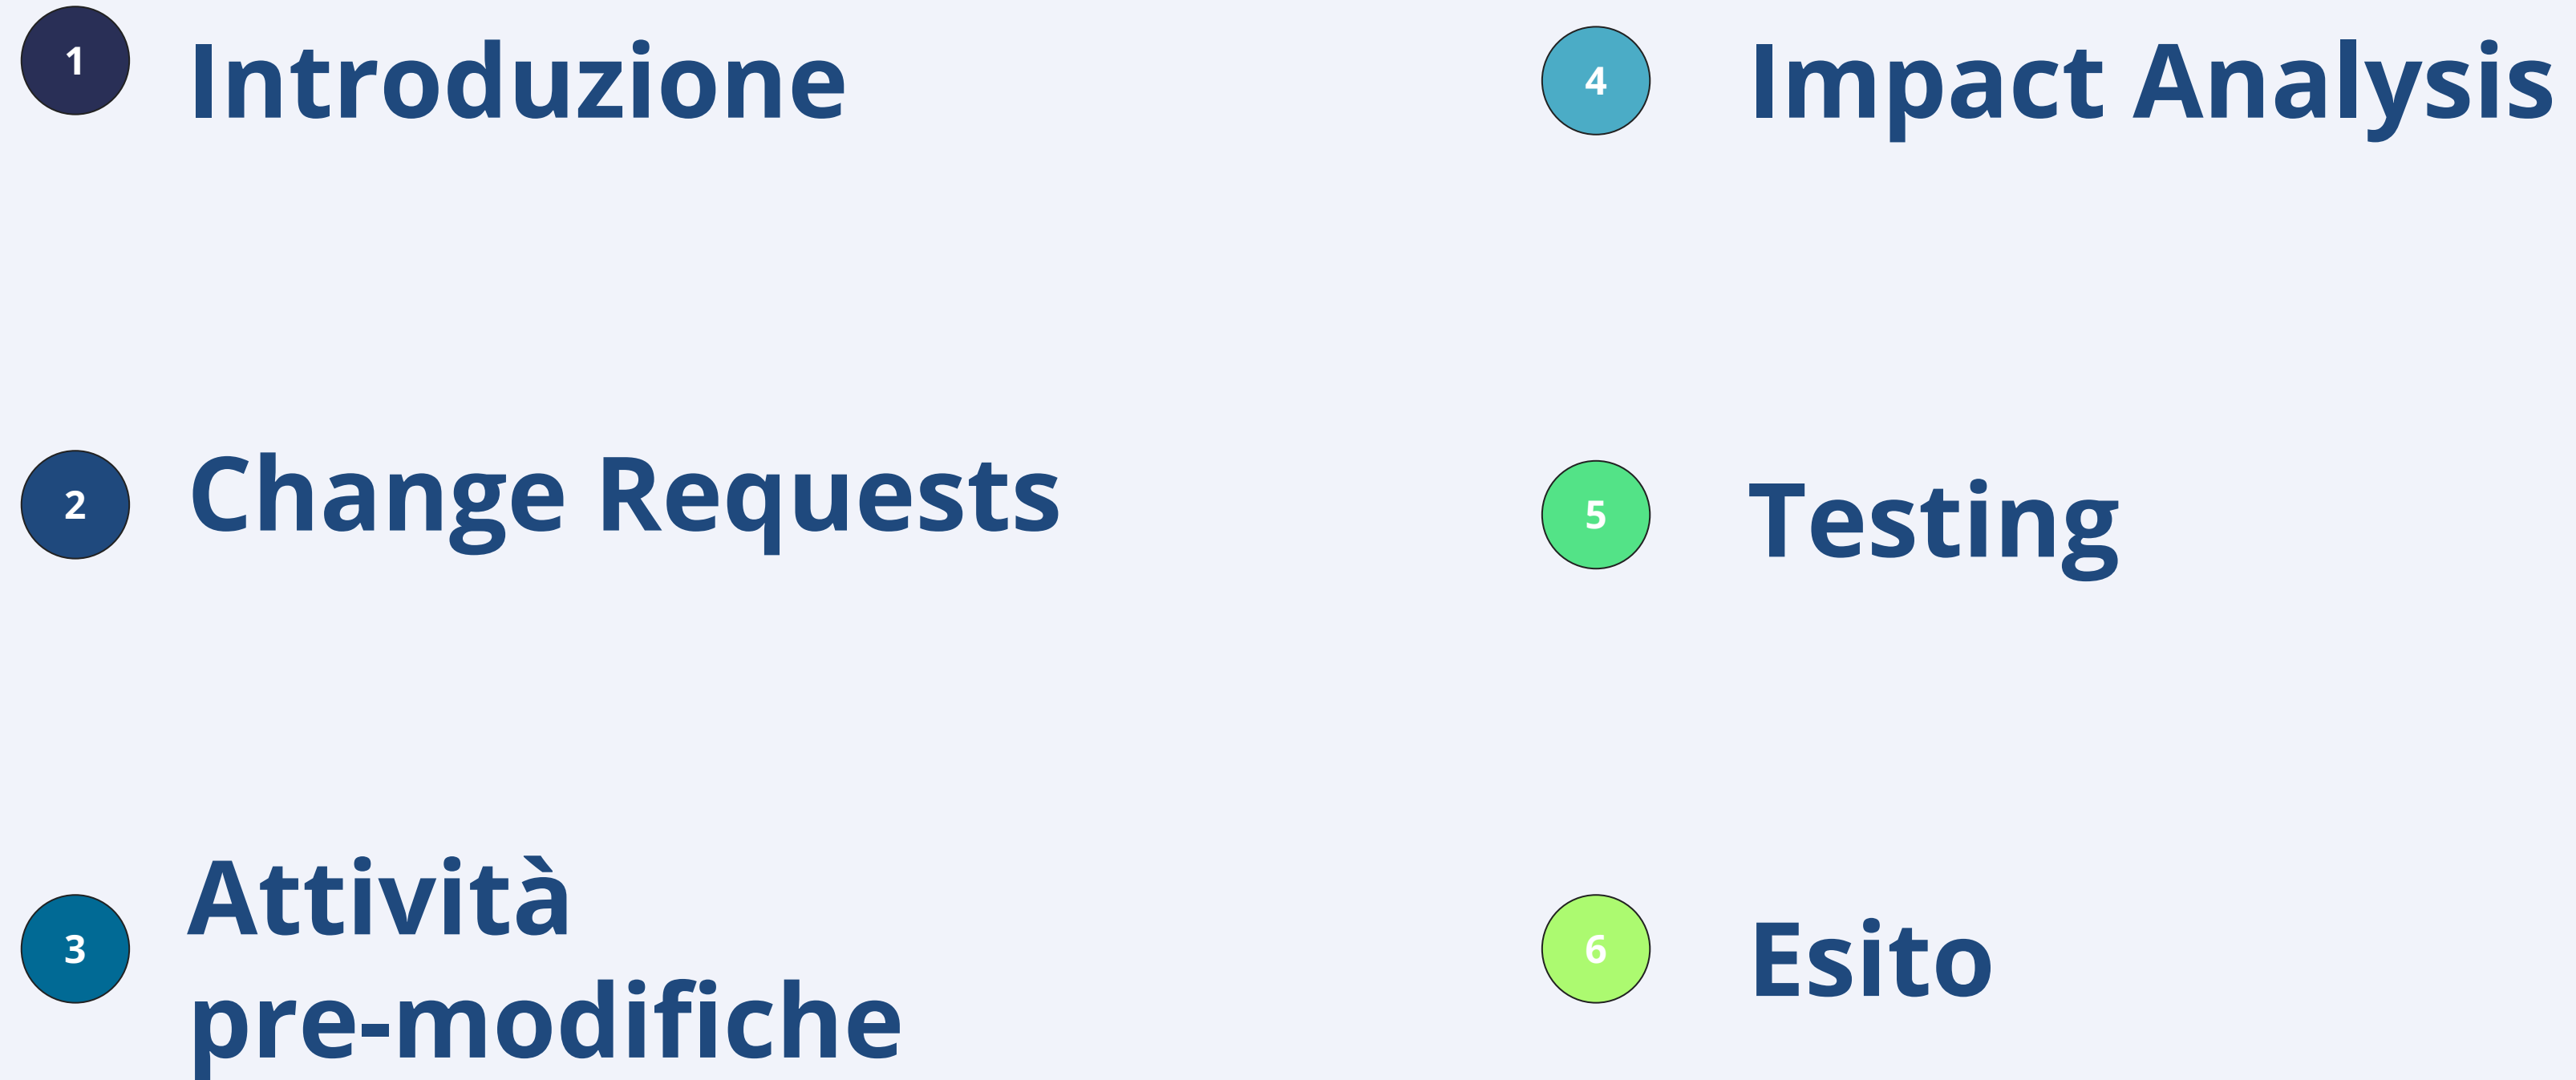 1
Introduzione
2
Change Requests
3
Attività
pre-modifiche
4
Impact Analysis
5
Testing
6
Esito